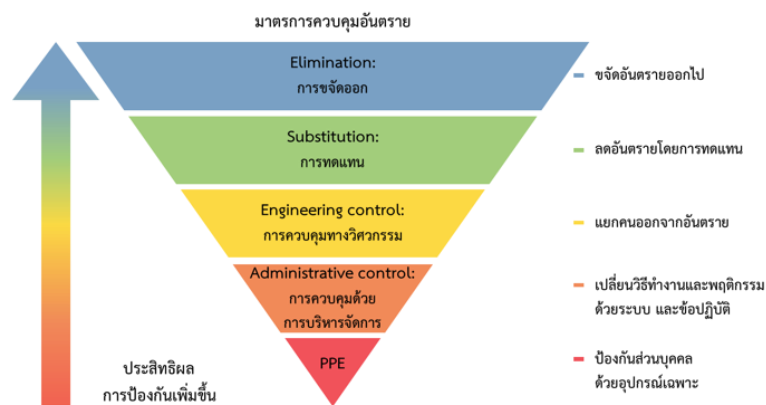 มาตรการควบคุมอันตราย
Elimination:
การขจัดออก
ขจัดอันตรายออกไป
Substitution:
การทดแทน
ลดอันตรายโดยการทดแทน
Engineering control:
การควบคุมทางวิศวกรรม
แยกคนออกจากอันตราย
Administrative control:
การควบคุมด้วย
การบริหารจัดการ
เปลี่ยนวิธีทำงานและพฤติกรรม
ด้วยระบบ และข้อปฏิบัติ
PPE
ป้องกันส่วนบุคคล
ด้วยอุปกรณ์เฉพาะ
ประสิทธิผล
การป้องกันเพิ่มขึ้น